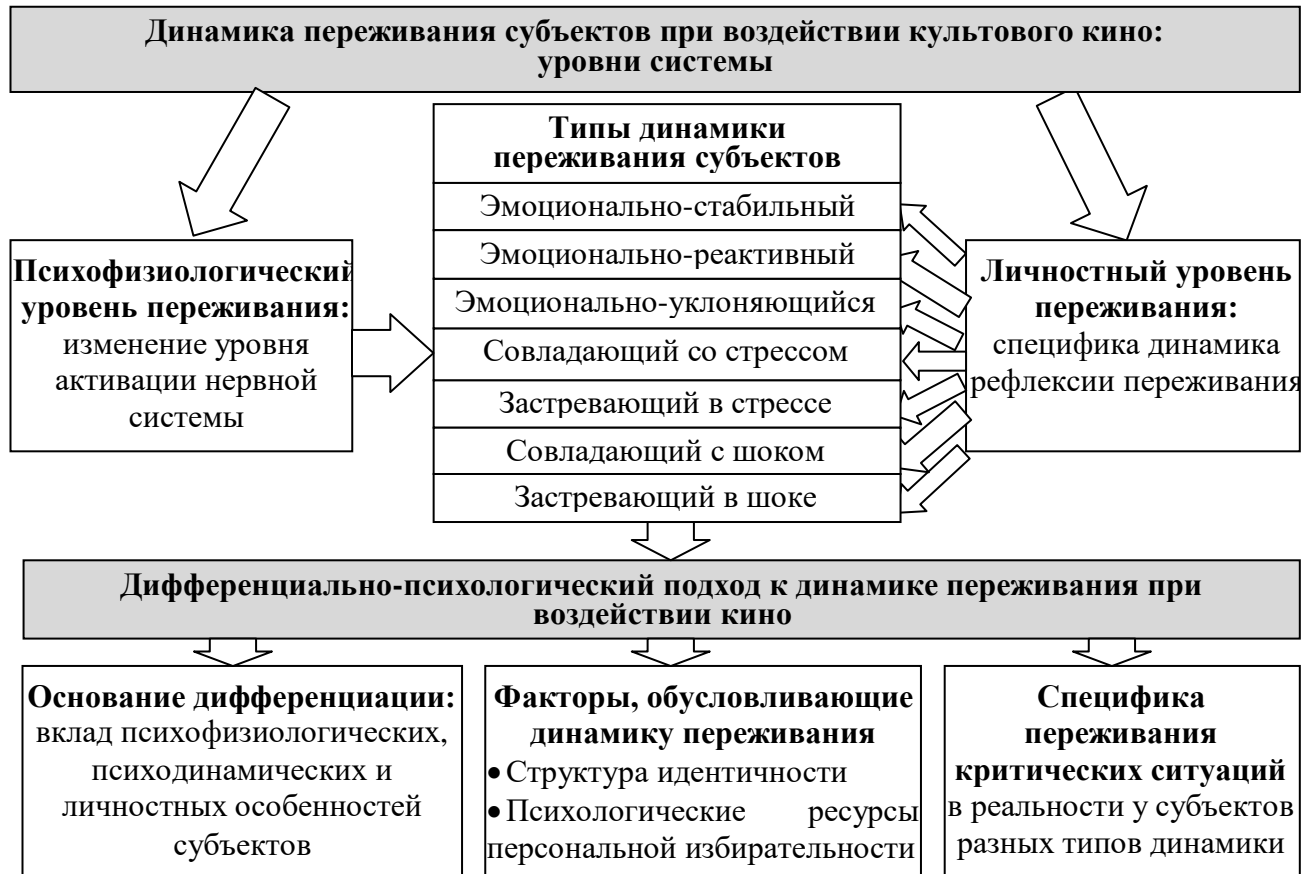 Динамика переживания субъектов при воздействии культового кино:
уровни системы
Типы динамики
переживания субъектов
Эмоционально-стабильный
Эмоционально-реактивный
Эмоционально-уклоняющийся
Совладающий со стрессом
Застревающий в стрессе
Совладающий с шоком
Застревающий в шоке
Психофизиологический
уровень переживания:
изменение уровня
активации нервной
системы
Личностный уровень
переживания:
специфика динамика
рефлексии переживания
Дифференциально-психологический подход к динамике переживания при
воздействии кино
Основание дифференциации:
вклад психофизиологических,
психодинамических и
личностных особенностей
субъектов
Факторы, обусловливающие
динамику переживания
• Структура идентичности
• Психологические ресурсы
персональной избирательности
Специфика
переживания
критических ситуаций
в реальности у субъектов
разных типов динамики